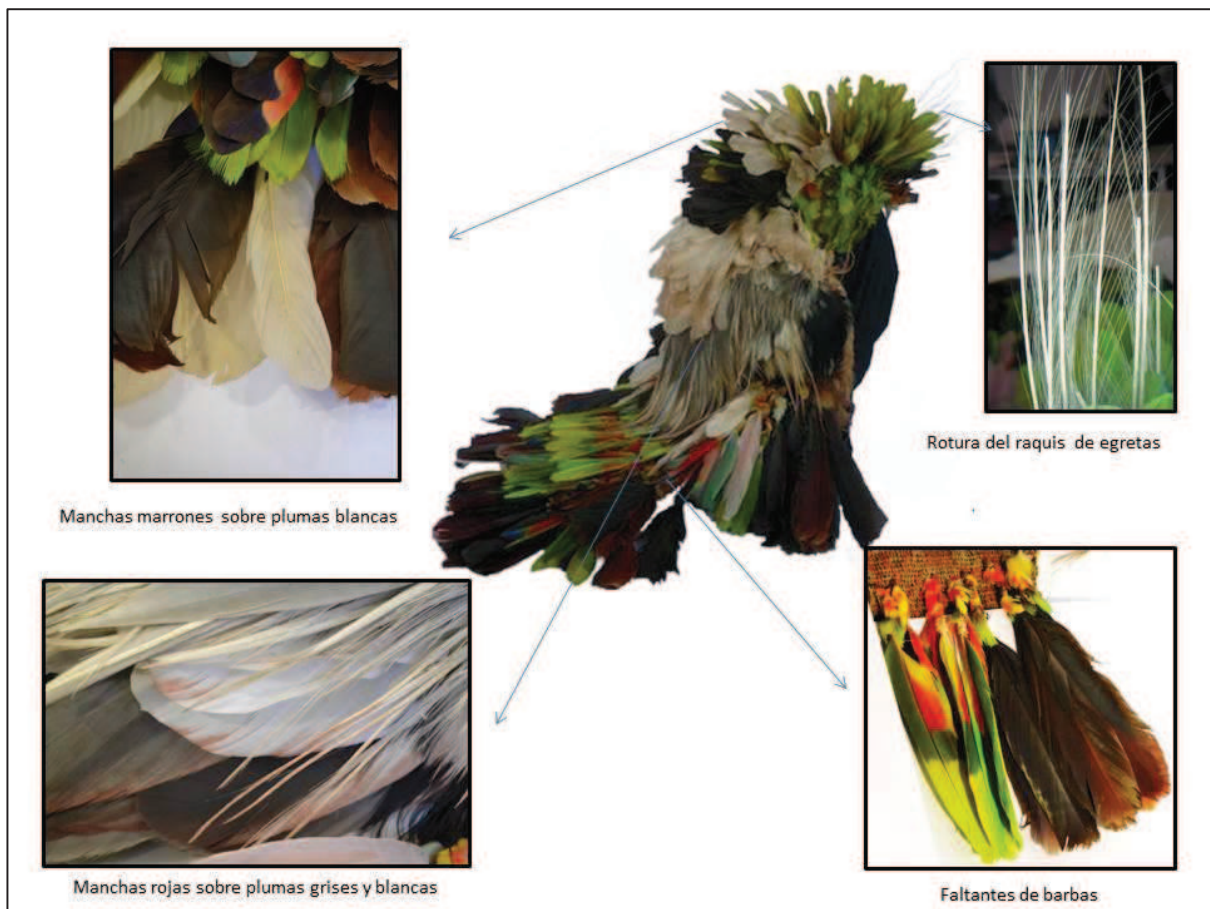 Manchas marrones sobre plumas blancas
Rotura del raquis de egretas
Manchas rojas sobre plumas grises y blancas
Faltantes de barbas